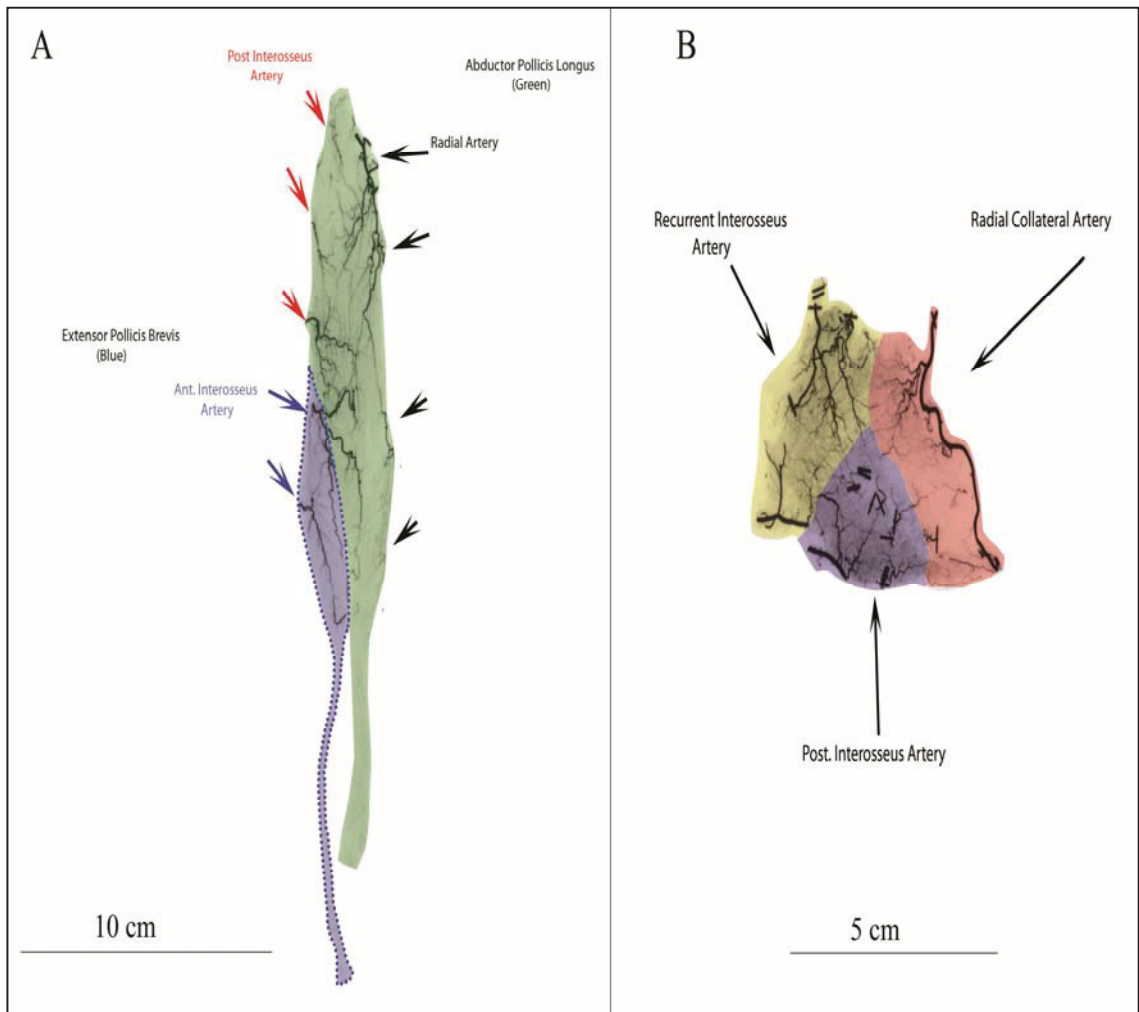 A
Post Interosseus
Artery
Abductor Pollicis Longus
(Green)
Radial Artery
Extensor Pollicis Brevis
(Blue)
Ant. Interosseus
Artery
10 cm
B
Recurrent Interosseus
Artery
Radial Collateral Artery
Post. Interosseus Artery
5 cm